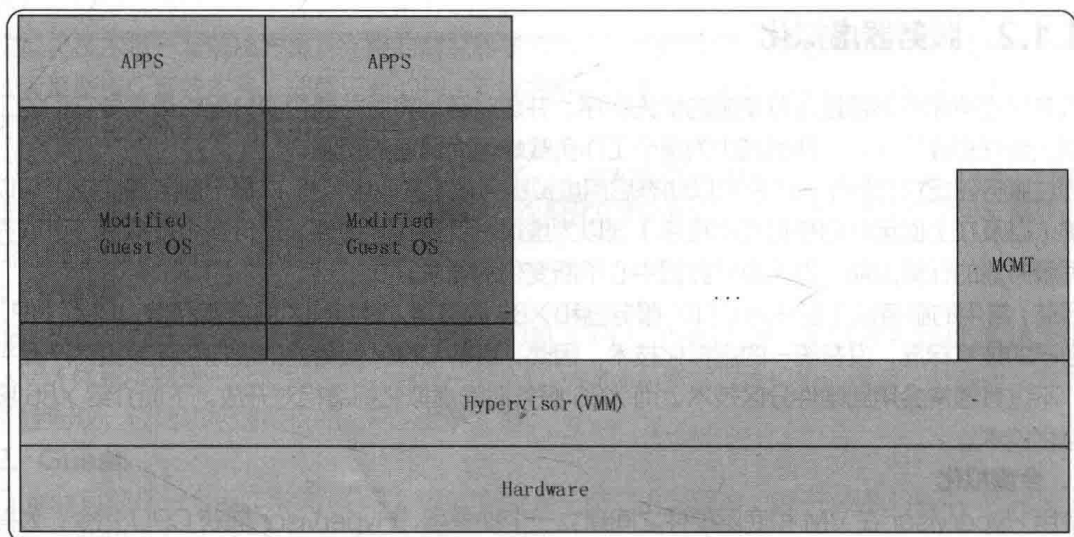 APPS
APPS
Modified
Guest OS
Modified
Guest OS
...
MGMT
Hypervisor(VMM)
Hardware